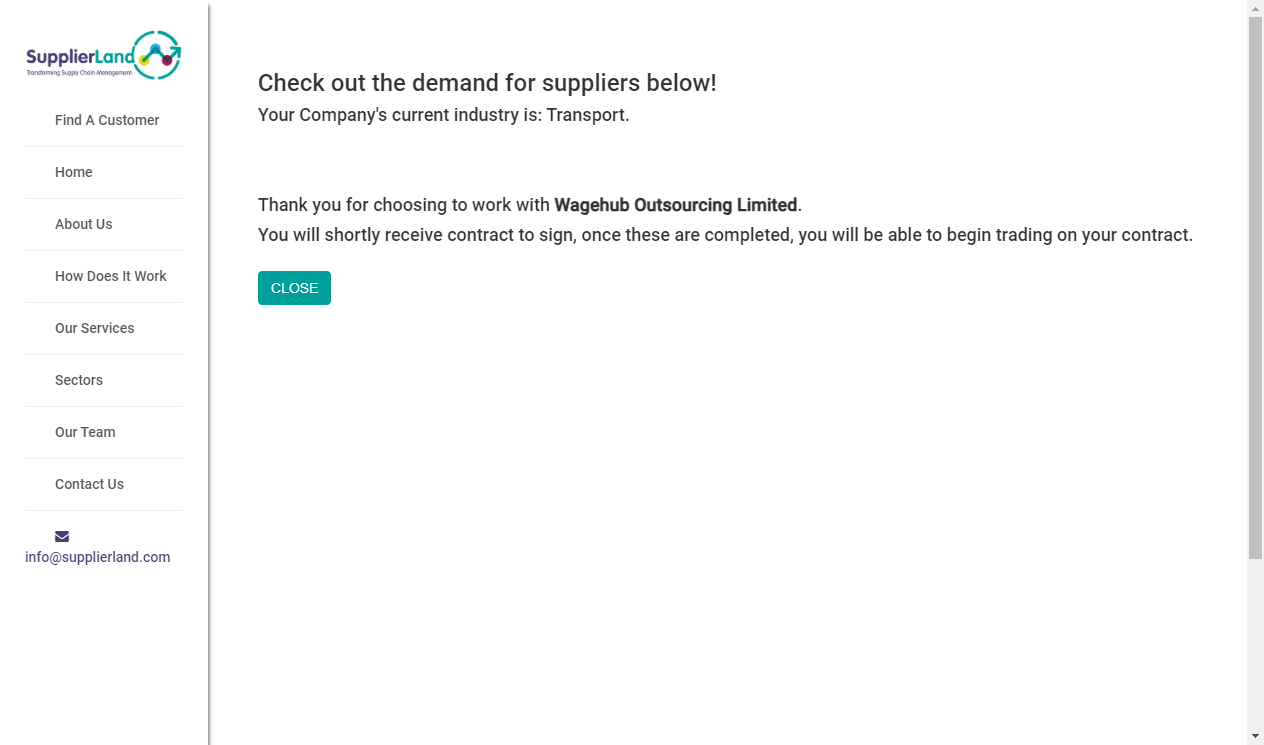 SupplierLand
Transforming Supply Chain Management
Find A Customer
Home
About Us
How Does It Work
Our Services
Sectors
Our Team
Contact Us
info@supplierland.com
Check out the demand for suppliers below!
Your Company's current industry is: Transport.
Thank you for choosing to work with Wagehub Outsourcing Limited.
You will shortly receive contract to sign, once these are completed, you will be able to begin trading on your contract.
CLOSE